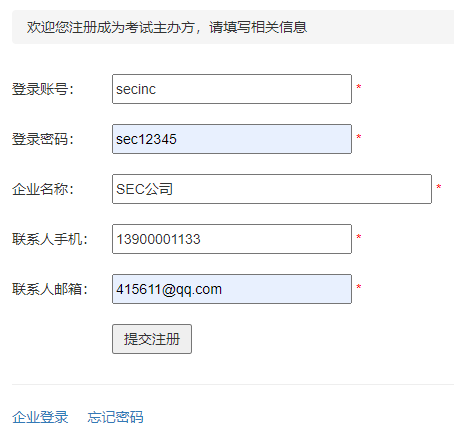 欢迎您注册成为考试主办方，请填写相关信息
登录账号： secinc *
登录密码： sec12345 *
企业名称： SEC公司 *
联系人手机： 13900001133 *
联系人邮箱： 415611@qq.com *
提交注册
企业登录 忘记密码